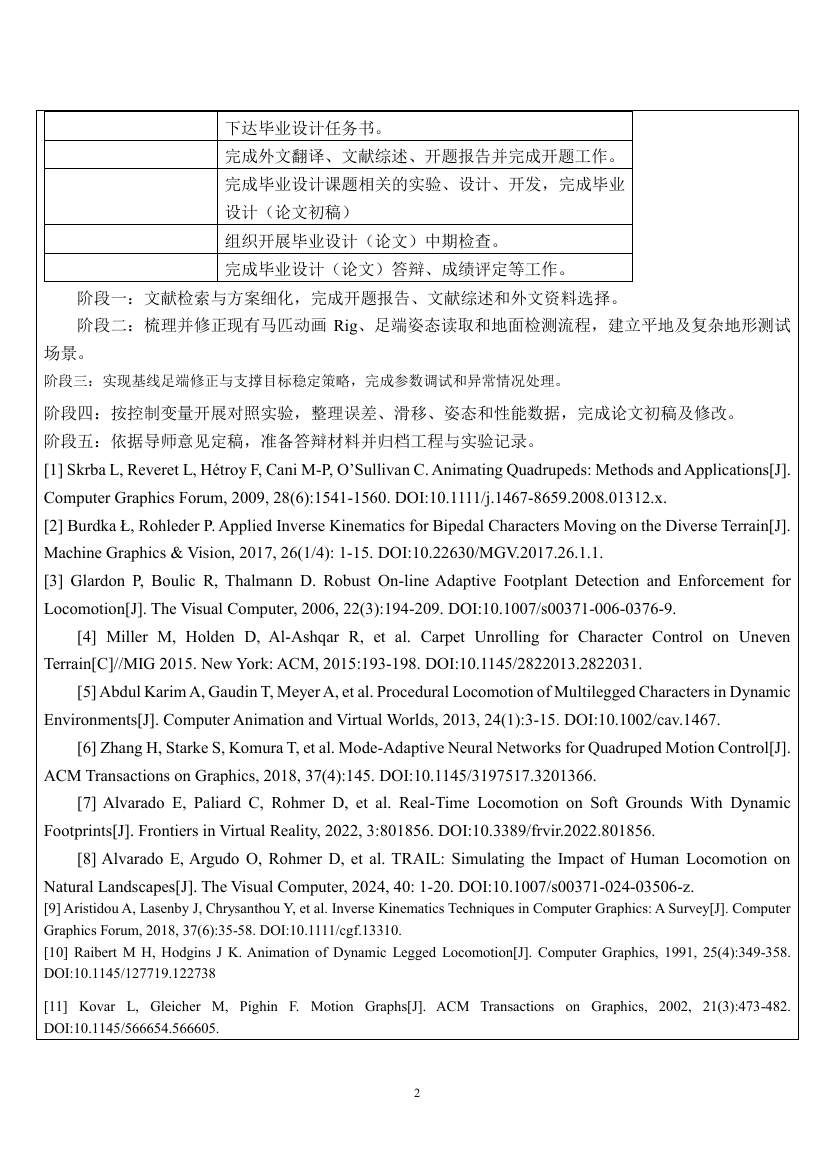 下达毕业设计任务书。
完成外文翻译、文献综述、开题报告并完成开题工作。
完成毕业设计课题相关的实验、设计、开发，完成毕业
设计（论文初稿）
组织开展毕业设计（论文）中期检查。
完成毕业设计（论文）答辩、成绩评定等工作。
阶段一：文献检索与方案细化，完成开题报告、文献综述和外文资料选择。
阶段二：梳理并修正现有马匹动画 Rig、足端姿态读取和地面检测流程，建立平地及复杂地形测试
场景。
阶段三：实现基线足端修正与支撑目标稳定策略，完成参数调试和异常情况处理。
阶段四：按控制变量开展对照实验，整理误差、滑移、姿态和性能数据，完成论文初稿及修改。
阶段五：依据导师意见定稿，准备答辩材料并归档工程与实验记录。
[1] Skrba L, Reveret L, Hétroy F, Cani M-P, O’Sullivan C. Animating Quadrupeds: Methods and Applications[J].
Computer Graphics Forum, 2009, 28(6):1541-1560. DOI:10.1111/j.1467-8659.2008.01312.x.
[2] Burdka Ł, Rohleder P. Applied Inverse Kinematics for Bipedal Characters Moving on the Diverse Terrain[J].
Machine Graphics & Vision, 2017, 26(1/4): 1-15. DOI:10.22630/MGV.2017.26.1.1.
[3] Glardon P, Boulic R, Thalmann D. Robust On-line Adaptive Footplant Detection and Enforcement for
Locomotion[J]. The Visual Computer, 2006, 22(3):194-209. DOI:10.1007/s00371-006-0376-9.
[4] Miller M, Holden D, Al-Ashqar R, et al. Carpet Unrolling for Character Control on Uneven
Terrain[C]//MIG 2015. New York: ACM, 2015:193-198. DOI:10.1145/2822013.2822031.
[5] Abdul Karim A, Gaudin T, Meyer A, et al. Procedural Locomotion of Multilegged Characters in Dynamic
Environments[J]. Computer Animation and Virtual Worlds, 2013, 24(1):3-15. DOI:10.1002/cav.1467.
[6] Zhang H, Starke S, Komura T, et al. Mode-Adaptive Neural Networks for Quadruped Motion Control[J].
ACM Transactions on Graphics, 2018, 37(4):145. DOI:10.1145/3197517.3201366.
[7] Alvarado E, Paliard C, Rohmer D, et al. Real-Time Locomotion on Soft Grounds With Dynamic
Footprints[J]. Frontiers in Virtual Reality, 2022, 3:801856. DOI:10.3389/frvir.2022.801856.
[8] Alvarado E, Argudo O, Rohmer D, et al. TRAIL: Simulating the Impact of Human Locomotion on
Natural Landscapes[J]. The Visual Computer, 2024, 40: 1-20. DOI:10.1007/s00371-024-03506-z.
[9] Aristidou A, Lasenby J, Chrysanthou Y, et al. Inverse Kinematics Techniques in Computer Graphics: A Survey[J]. Computer
Graphics Forum, 2018, 37(6):35-58. DOI:10.1111/cgf.13310.
[10] Raibert M H, Hodgins J K. Animation of Dynamic Legged Locomotion[J]. Computer Graphics, 1991, 25(4):349-358.
DOI:10.1145/127719.122738
[11] Kovar L, Gleicher M, Pighin F. Motion Graphs[J]. ACM Transactions on Graphics, 2002, 21(3):473-482.
DOI:10.1145/566654.566605.
2